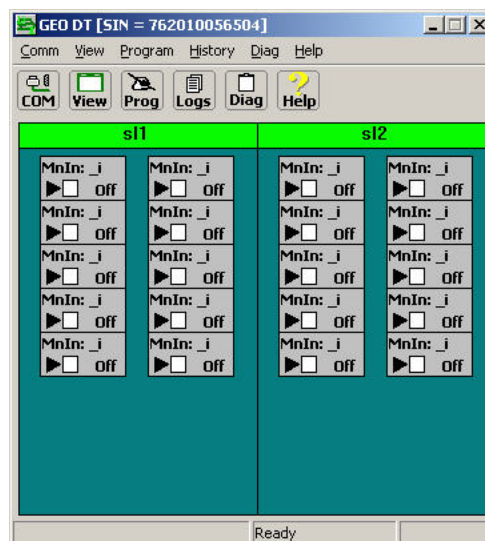 GEO DT [SIN = 762010056504]
Comm View Program History Diag Help
COM View Prog Logs Diag Help
sl1 sl2
MnIn: _i MnIn: _i MnIn: _i MnIn: _i
Off Off Off Off
MnIn: _i MnIn: _i MnIn: _i MnIn: _i
Off Off Off Off
MnIn: _i MnIn: _i MnIn: _i MnIn: _i
Off Off Off Off
MnIn: _i MnIn: _i MnIn: _i MnIn: _i
Off Off Off Off
MnIn: _i MnIn: _i MnIn: _i MnIn: _i
Off Off Off Off
Ready